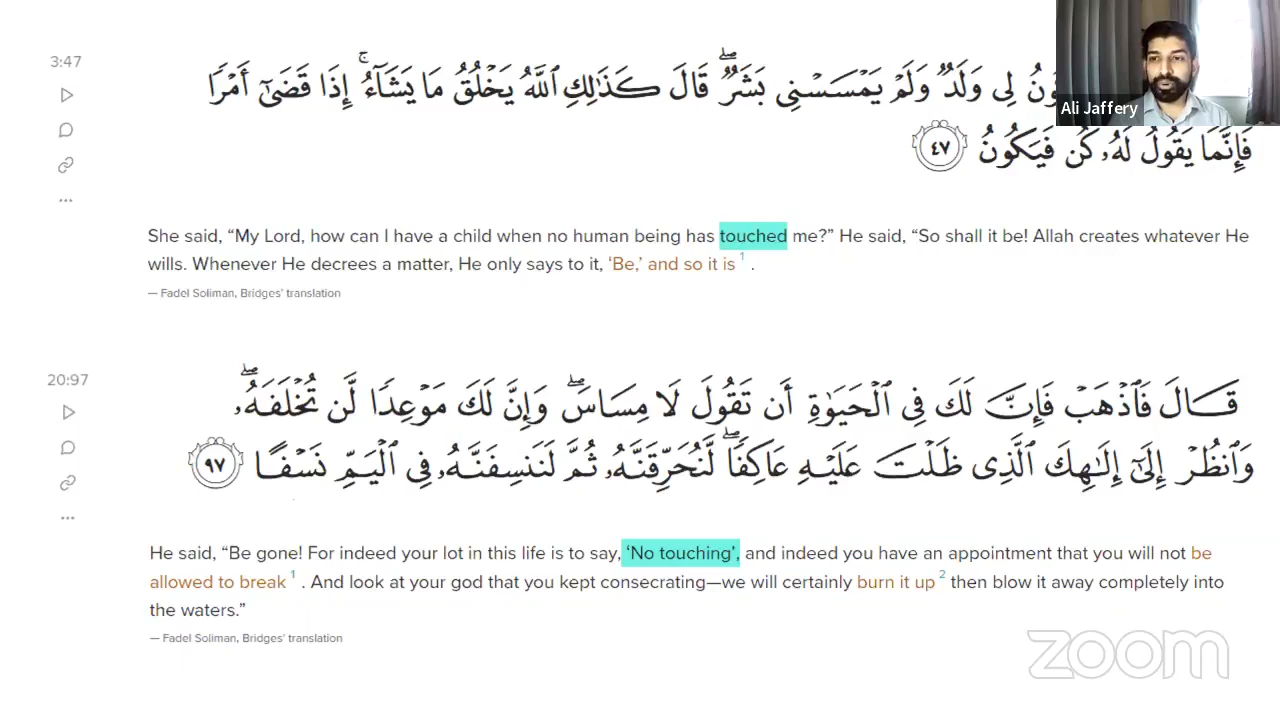 3:47
لِى وَلَدٌ وَلَمْ يَمْسَسْنِى بَشَرٌ ۖ قَالَ كَذَٰلِكِ ٱللَّهُ يَخْلُقُ مَا يَشَآءُ ۚ إِذَا قَضَىٰٓ أَمْرًا
Ali Jaffery
فَإِنَّمَا يَقُولُ لَهُۥ كُن فَيَكُونُ ٤٧
She said, “My Lord, how can I have a child when no human being has touched me?” He said, “So shall it be! Allah creates whatever He
wills. Whenever He decrees a matter, He only says to it, ‘Be,’ and so it is 1 .
— Fadel Soliman, Bridges’ translation
20:97
قَالَ فَٱذْهَبْ فَإِنَّ لَكَ فِى ٱلْحَيَوٰةِ أَن تَقُولَ لَا مِسَاسَ ۖ وَإِنَّ لَكَ مَوْعِدًا لَّن تُخْلَفَهُۥ ۖ
وَٱنظُرْ إِلَىٰٓ إِلَٰهِكَ ٱلَّذِى ظَلْتَ عَلَيْهِ عَاكِفًا ۖ لَّنُحَرِّقَنَّهُۥ ثُمَّ لَنَنسِفَنَّهُۥ فِى ٱلْيَمِّ نَسْفًا ٩٧
He said, “Be gone! For indeed your lot in this life is to say, ‘No touching’, and indeed you have an appointment that you will not be
allowed to break 1 . And look at your god that you kept consecrating—we will certainly burn it up 2 then blow it away completely into
the waters.”
— Fadel Soliman, Bridges’ translation
zoom